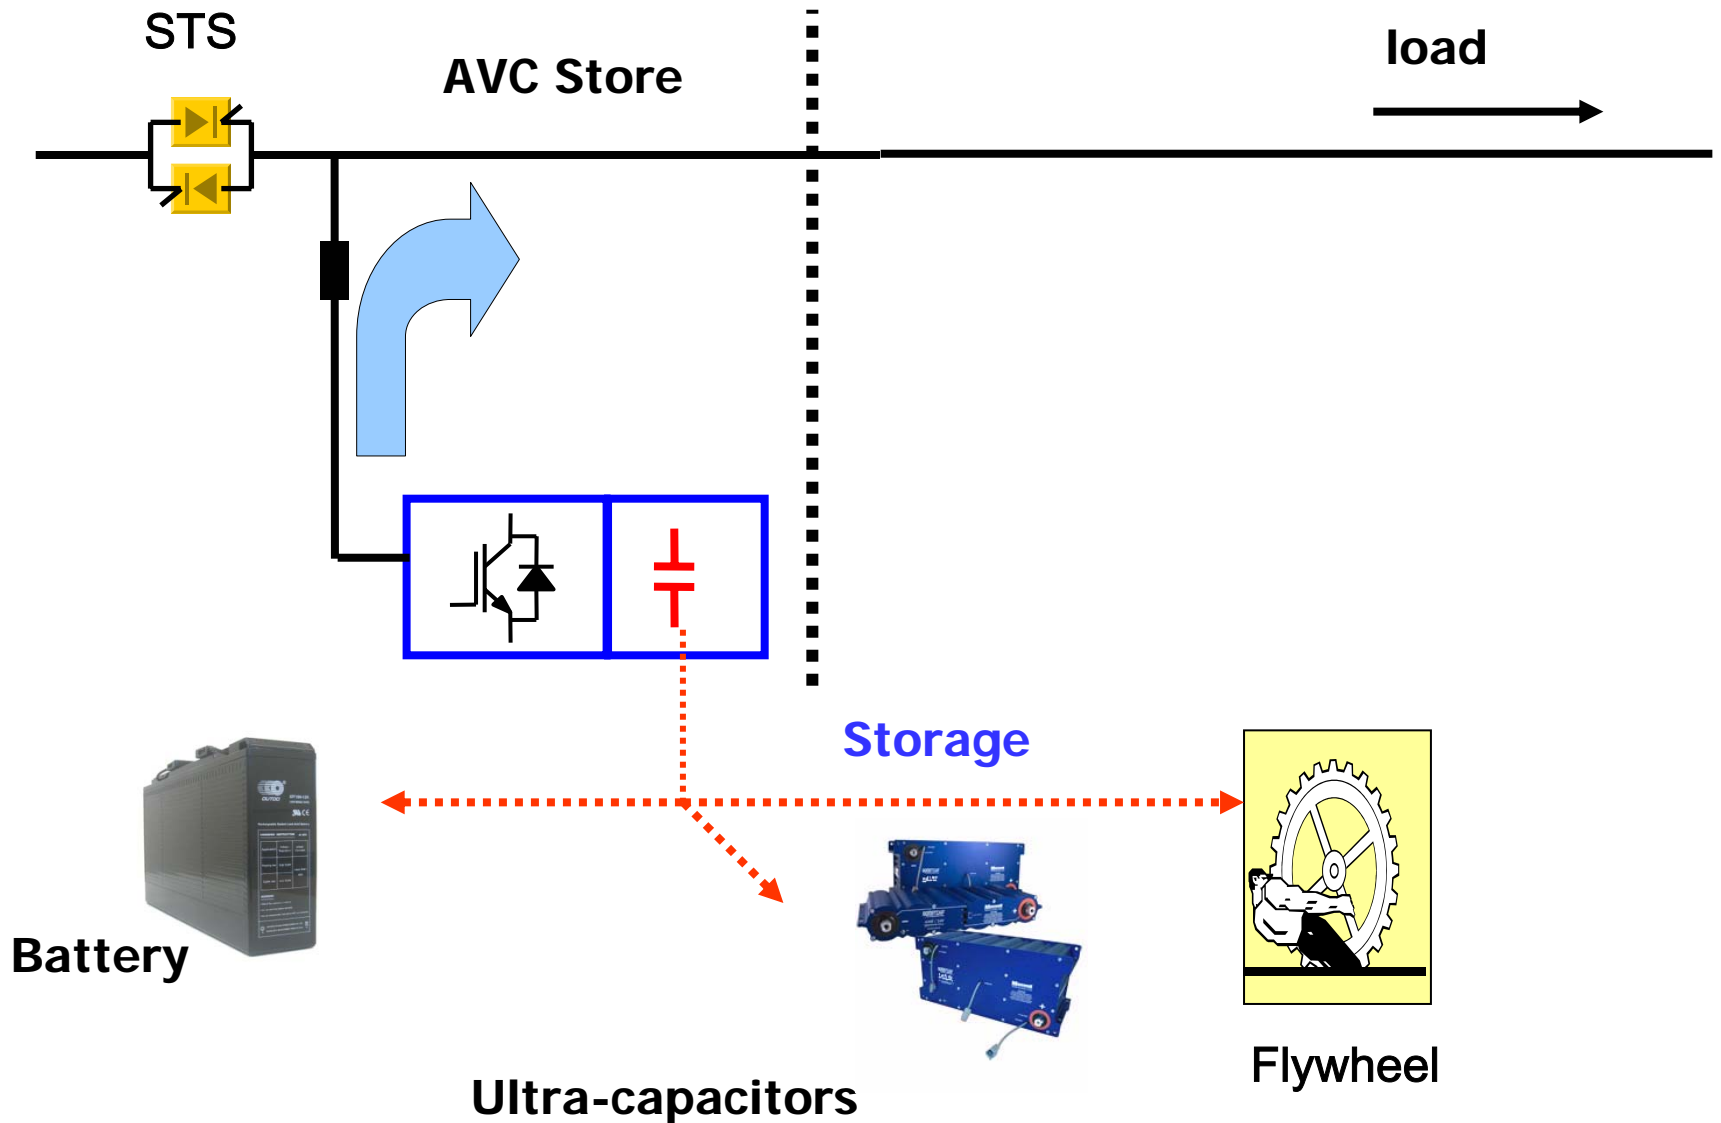 STS
AVC Store
load
Storage
Battery
Ultra-capacitors
Flywheel